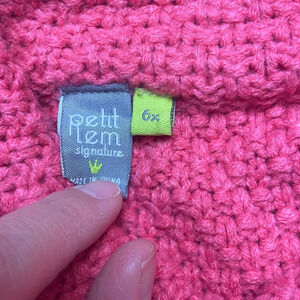 petit
lem
signature
MADE IN CHINA
6x